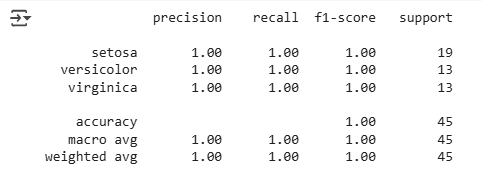 precision recall f1-score support
setosa 1.00 1.00 1.00 19
versicolor 1.00 1.00 1.00 13
virginica 1.00 1.00 1.00 13
accuracy 1.00 45
macro avg 1.00 1.00 1.00 45
weighted avg 1.00 1.00 1.00 45